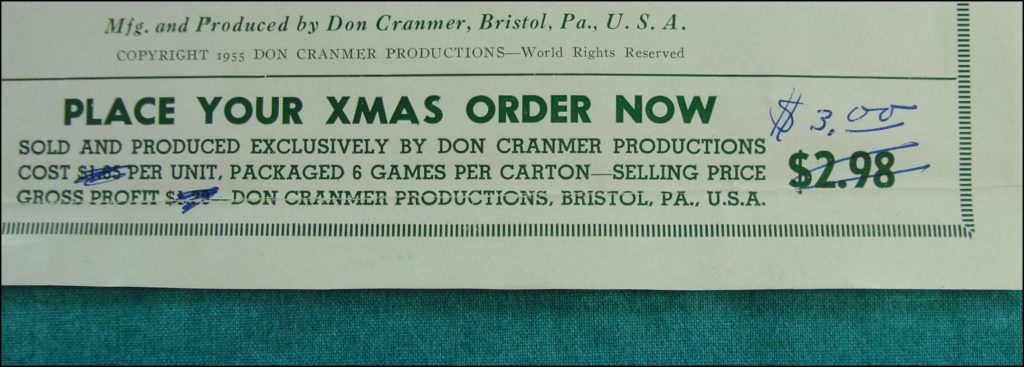 Mfg. and Produced by Don Cranmer, Bristol, Pa., U. S. A.
COPYRIGHT 1955 DON CRANMER PRODUCTIONS—World Rights Reserved
PLACE YOUR XMAS ORDER NOW
$ 3.00
SOLD AND PRODUCED EXCLUSIVELY BY DON CRANMER PRODUCTIONS
COST PER UNIT, PACKAGED 6 GAMES PER CARTON—SELLING PRICE $2.98
GROSS PROFIT —DON CRANMER PRODUCTIONS, BRISTOL, PA., U.S.A.